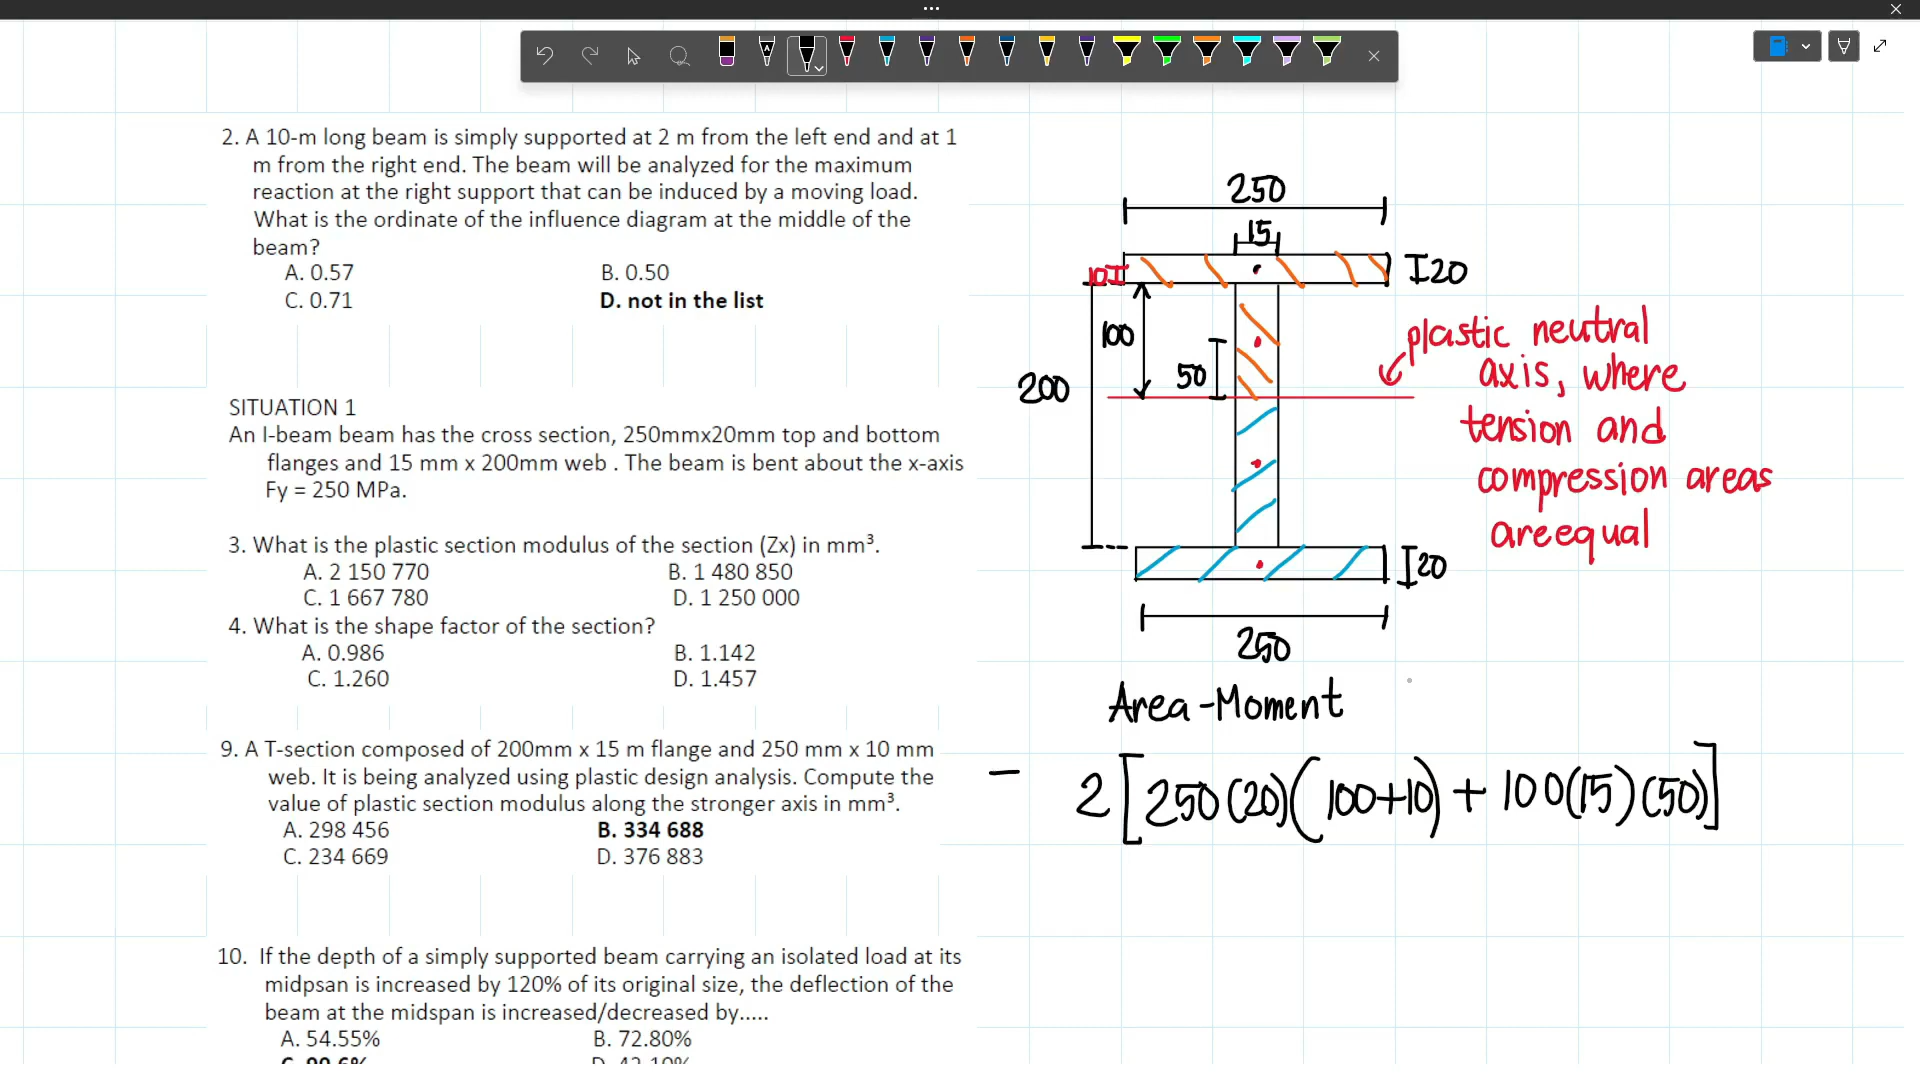 2. A 10-m long beam is simply supported at 2 m from the left end and at 1
m from the right end. The beam will be analyzed for the maximum
reaction at the right support that can be induced by a moving load.
What is the ordinate of the influence diagram at the middle of the
beam?
A. 0.57 B. 0.50
C. 0.71 D. not in the list
SITUATION 1
An I-beam beam has the cross section, 250mmx20mm top and bottom
flanges and 15 mm x 200mm web . The beam is bent about the x-axis
Fy = 250 MPa.
3. What is the plastic section modulus of the section (Zx) in mm³.
A. 2 150 770 B. 1 480 850
C. 1 667 780 D. 1 250 000
4. What is the shape factor of the section?
A. 0.986 B. 1.142
C. 1.260 D. 1.457
9. A T-section composed of 200mm x 15 m flange and 250 mm x 10 mm
web. It is being analyzed using plastic design analysis. Compute the
value of plastic section modulus along the stronger axis in mm³.
A. 298 456 B. 334 688
C. 234 669 D. 376 883
10. If the depth of a simply supported beam carrying an isolated load at its
midpsan is increased by 120% of its original size, the deflection of the
beam at the midspan is increased/decreased by.....
A. 54.55% B. 72.80%
250
15
10
20
100
50
200
plastic neutral
axis, where
tension and
compression areas
are equal
20
250
Area-Moment
- 2[250(20)(100+10) + 100(15)(50)]